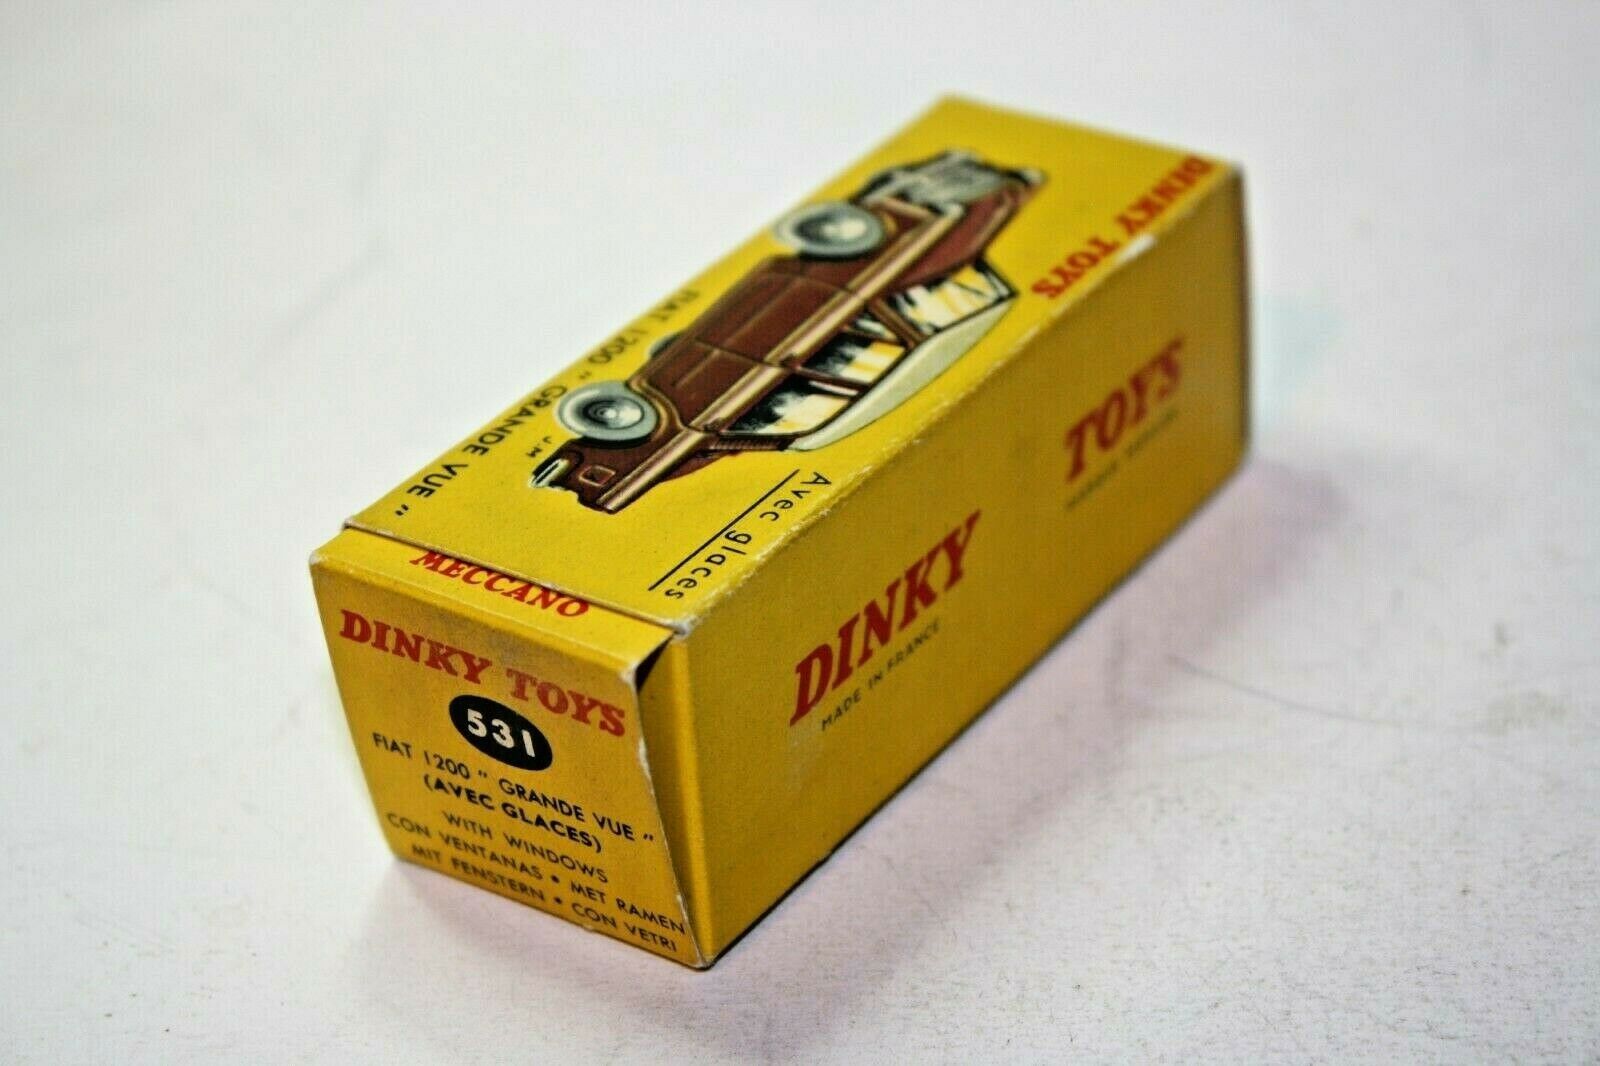 DINKY TOYS
FIAT 1200 " GRANDE VUE "
J.M
Avec glaces
MECCANO
DINKY TOYS
531
FIAT 1200 " GRANDE VUE "
(AVEC GLACES)
WITH WINDOWS
CON VENTANAS • MET RAMEN
MIT FENSTERN • CON VETRI
DINKY TOYS
MADE IN FRANCE